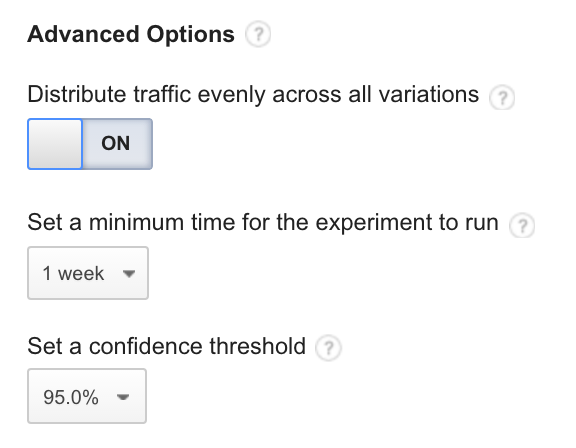 Advanced Options ?
Distribute traffic evenly across all variations ?
ON
Set a minimum time for the experiment to run ?
1 week
Set a confidence threshold ?
95.0%